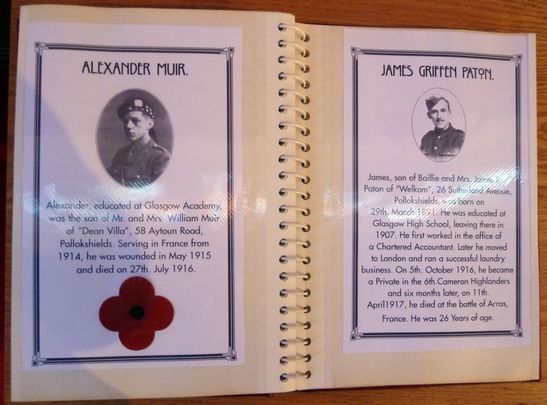 ALEXANDER MUIR.
Alexander, educated at Glasgow Academy,
was the son of Mr. and Mrs. William Muir
of "Dean Villa", 58 Aytoun Road,
Pollokshields. Serving in France from
1914, he was wounded in May 1915
and died on 27th. July 1916.
JAMES GRIFFEN PATON.
James, son of Baillie and Mrs. James
Paton of "Welkom", 26 Sutherland Avenue,
Pollokshields, was born on
29th. March 1891. He was educated at
Glasgow High School, leaving there in
1907. He first worked in the office of
a Chartered Accountant. Later he moved
to London and ran a successful laundry
business. On 5th. October 1916, he became
a Private in the 6th.Cameron Highlanders
and six months later, on 11th.
April1917, he died at the battle of Arras,
France. He was 26 Years of age.